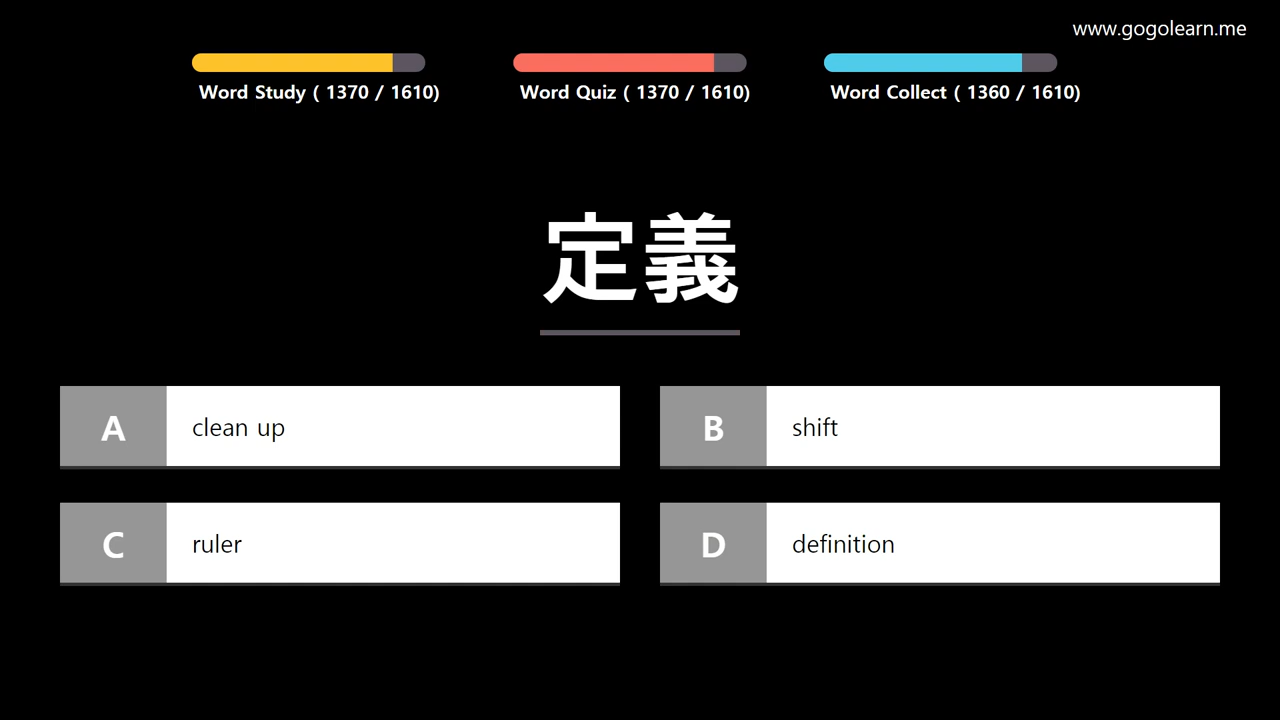 www.gogolearn.me
Word Study ( 1370 / 1610)
Word Quiz ( 1370 / 1610)
Word Collect ( 1360 / 1610)
定義
A clean up
B shift
C ruler
D definition